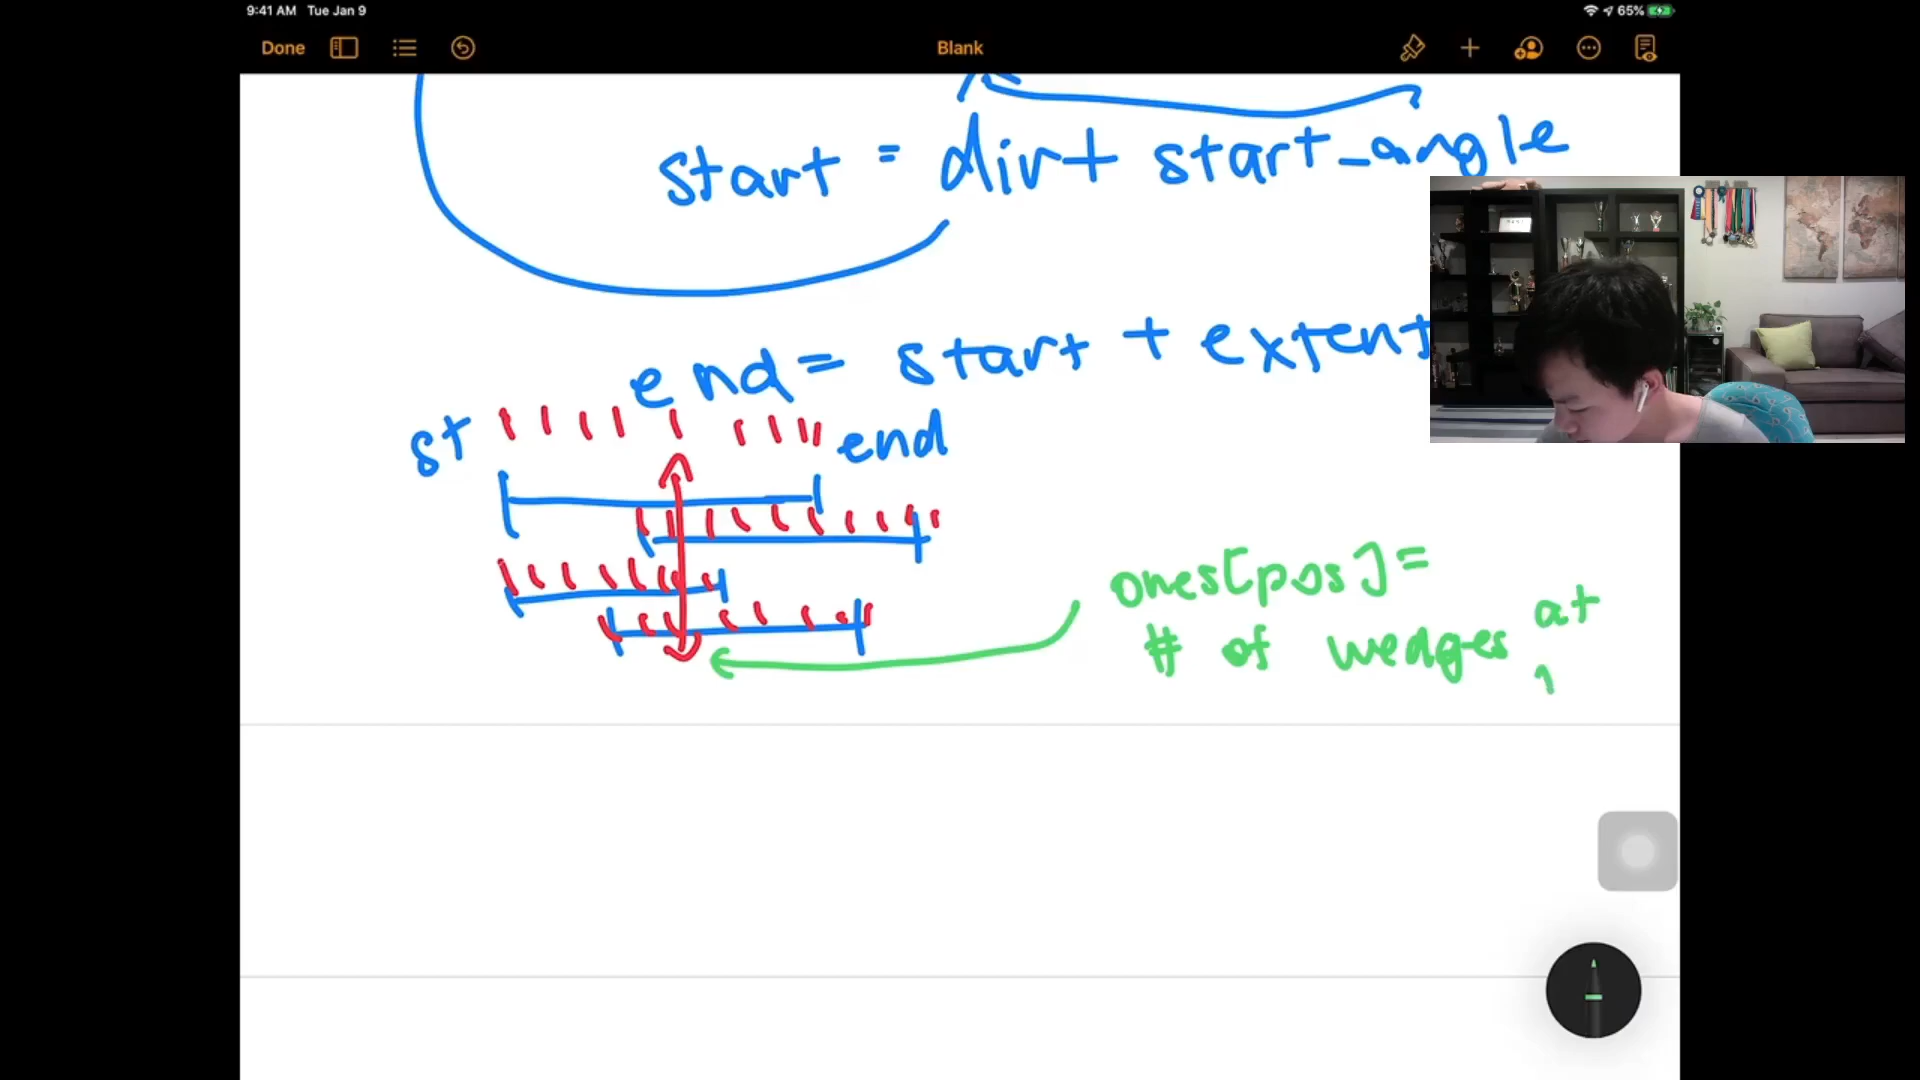 9:41 AM Tue Jan 9
65%
Done
Blank
start = dir + start_angle
end = start + extent
st
end
ones[pos] =
# of wedges at